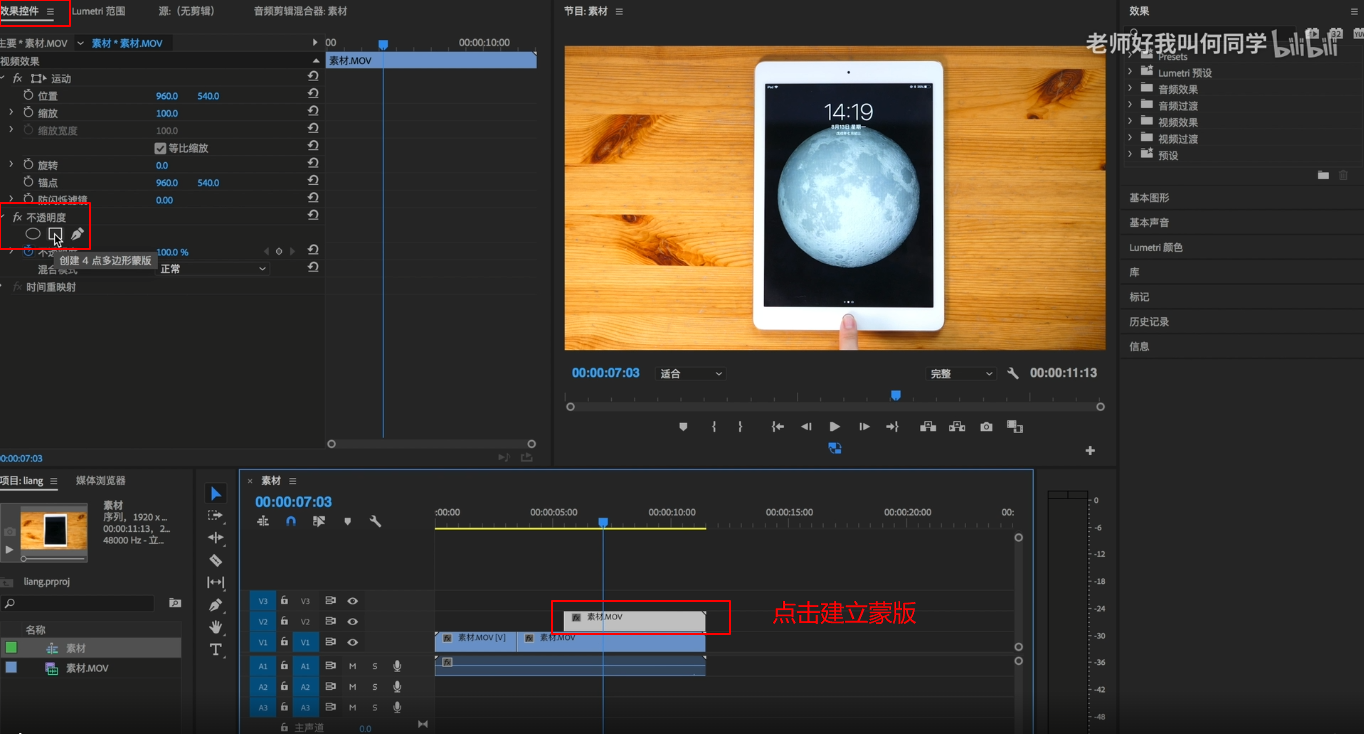 效果控件
Lumetri 范围
源:（无剪辑）
音频剪辑混合器: 素材
主要 * 素材.MOV
素材 * 素材.MOV
00
00:00:10:00
视频效果
素材.MOV
fx
运动
位置
960.0
540.0
缩放
100.0
缩放宽度
100.0
等比缩放
旋转
0.0
锚点
960.0
540.0
防闪烁滤镜
0.00
fx 不透明度
100.0 %
创建 4 点多边形蒙版
混合模式
正常
fx 时间重映射
0:00:07:03
节目: 素材
14:19
00:00:07:03
适合
完整
00:00:11:13
效果
老师好我叫何同学
bilibili
Presets
Lumetri 预设
音频效果
音频过渡
视频效果
视频过渡
预设
基本图形
基本声音
Lumetri 颜色
库
标记
历史记录
信息
项目: liang
媒体浏览器
素材
序列，1920 x...
00:00:11:13，2...
48000 Hz - 立...
liang.prproj
名称
素材
素材.MOV
素材
00:00:07:03
:00:00
00:00:05:00
00:00:10:00
00:00:15:00
00:00:20:00
00:
V3
V3
V2
V2
fx 素材.MOV
点击建立蒙版
V1
V1
fx 素材.MOV [V]
fx 素材.MOV
A1
A1
M
S
fx
A2
A2
M
S
A3
A3
M
S
主声道
0.0
0
-6
-12
-18
-24
-30
-36
-42
-48